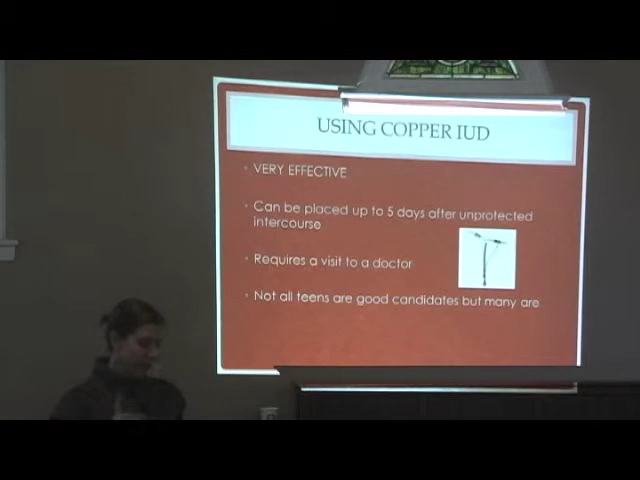 USING COPPER IUD
• VERY EFFECTIVE
• Can be placed up to 5 days after unprotected
intercourse
• Requires a visit to a doctor
• Not all teens are good candidates but many are